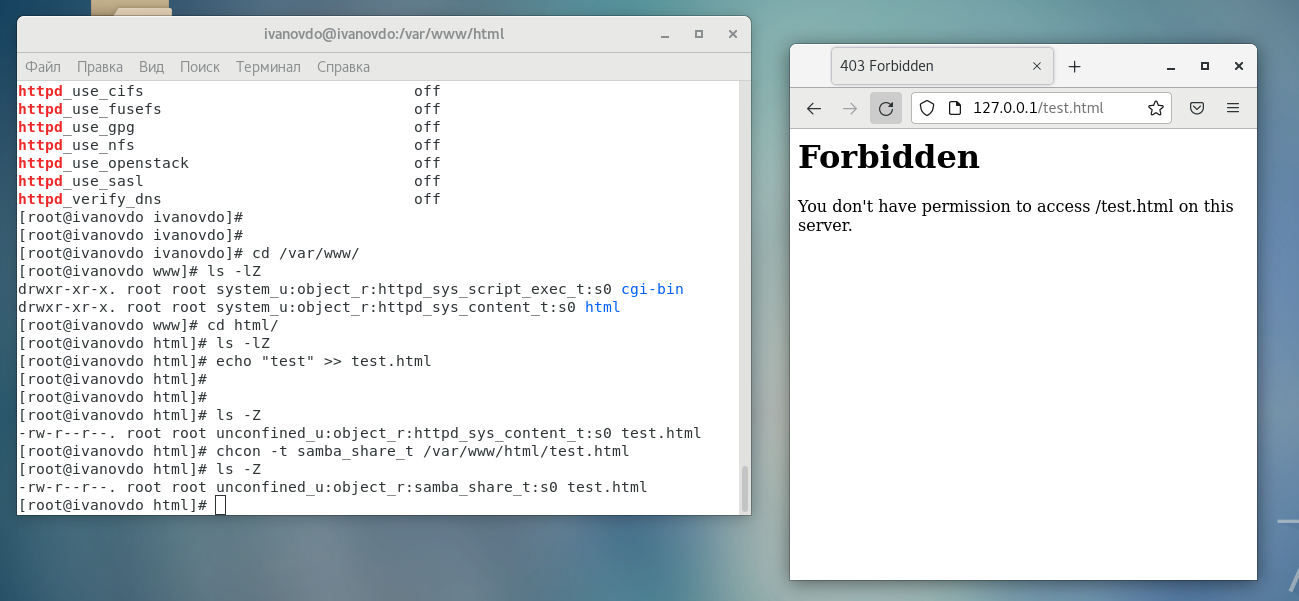 ivanovdo@ivanovdo:/var/www/html
Файл Правка Вид Поиск Терминал Справка
httpd_use_cifs off
httpd_use_fusefs off
httpd_use_gpg off
httpd_use_nfs off
httpd_use_openstack off
httpd_use_sasl off
httpd_verify_dns off
[root@ivanovdo ivanovdo]#
[root@ivanovdo ivanovdo]#
[root@ivanovdo ivanovdo]# cd /var/www/
[root@ivanovdo www]# ls -lZ
drwxr-xr-x. root root system_u:object_r:httpd_sys_script_exec_t:s0 cgi-bin
drwxr-xr-x. root root system_u:object_r:httpd_sys_content_t:s0 html
[root@ivanovdo www]# cd html/
[root@ivanovdo html]# ls -lZ
[root@ivanovdo html]# echo "test" >> test.html
[root@ivanovdo html]#
[root@ivanovdo html]#
[root@ivanovdo html]# ls -Z
-rw-r--r--. root root unconfined_u:object_r:httpd_sys_content_t:s0 test.html
[root@ivanovdo html]# chcon -t samba_share_t /var/www/html/test.html
[root@ivanovdo html]# ls -Z
-rw-r--r--. root root unconfined_u:object_r:samba_share_t:s0 test.html
[root@ivanovdo html]#
403 Forbidden
127.0.0.1/test.html
Forbidden
You don't have permission to access /test.html on this
server.